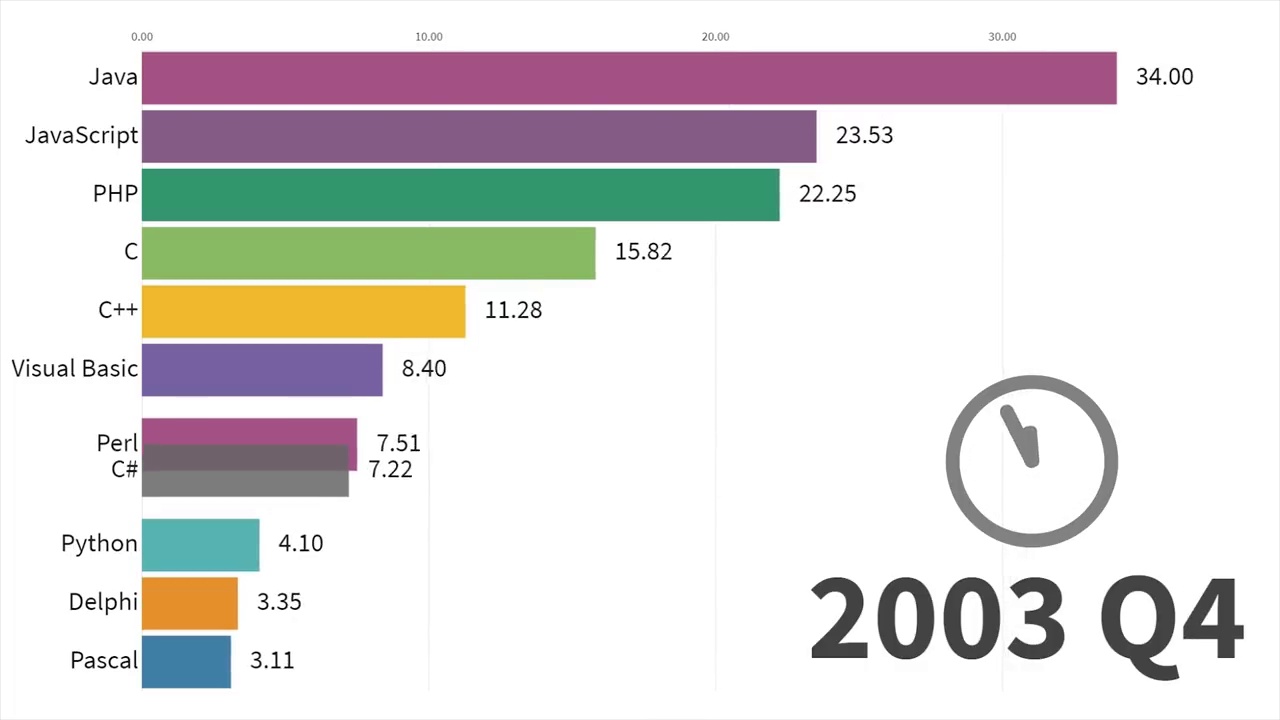 0.00 10.00 20.00 30.00
Java 34.00
JavaScript 23.53
PHP 22.25
C 15.82
C++ 11.28
Visual Basic 8.40
Perl 7.51
C# 7.22
Python 4.10
Delphi 3.35
Pascal 3.11
2003 Q4